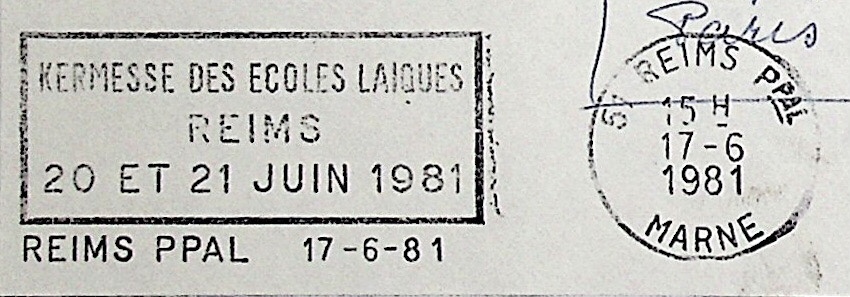 KERMESSE DES ECOLES LAIQUES
REIMS
20 ET 21 JUIN 1981
REIMS PPAL 17-6-81
Paris
51 REIMS PPAL
15 H
17-6
1981
MARNE